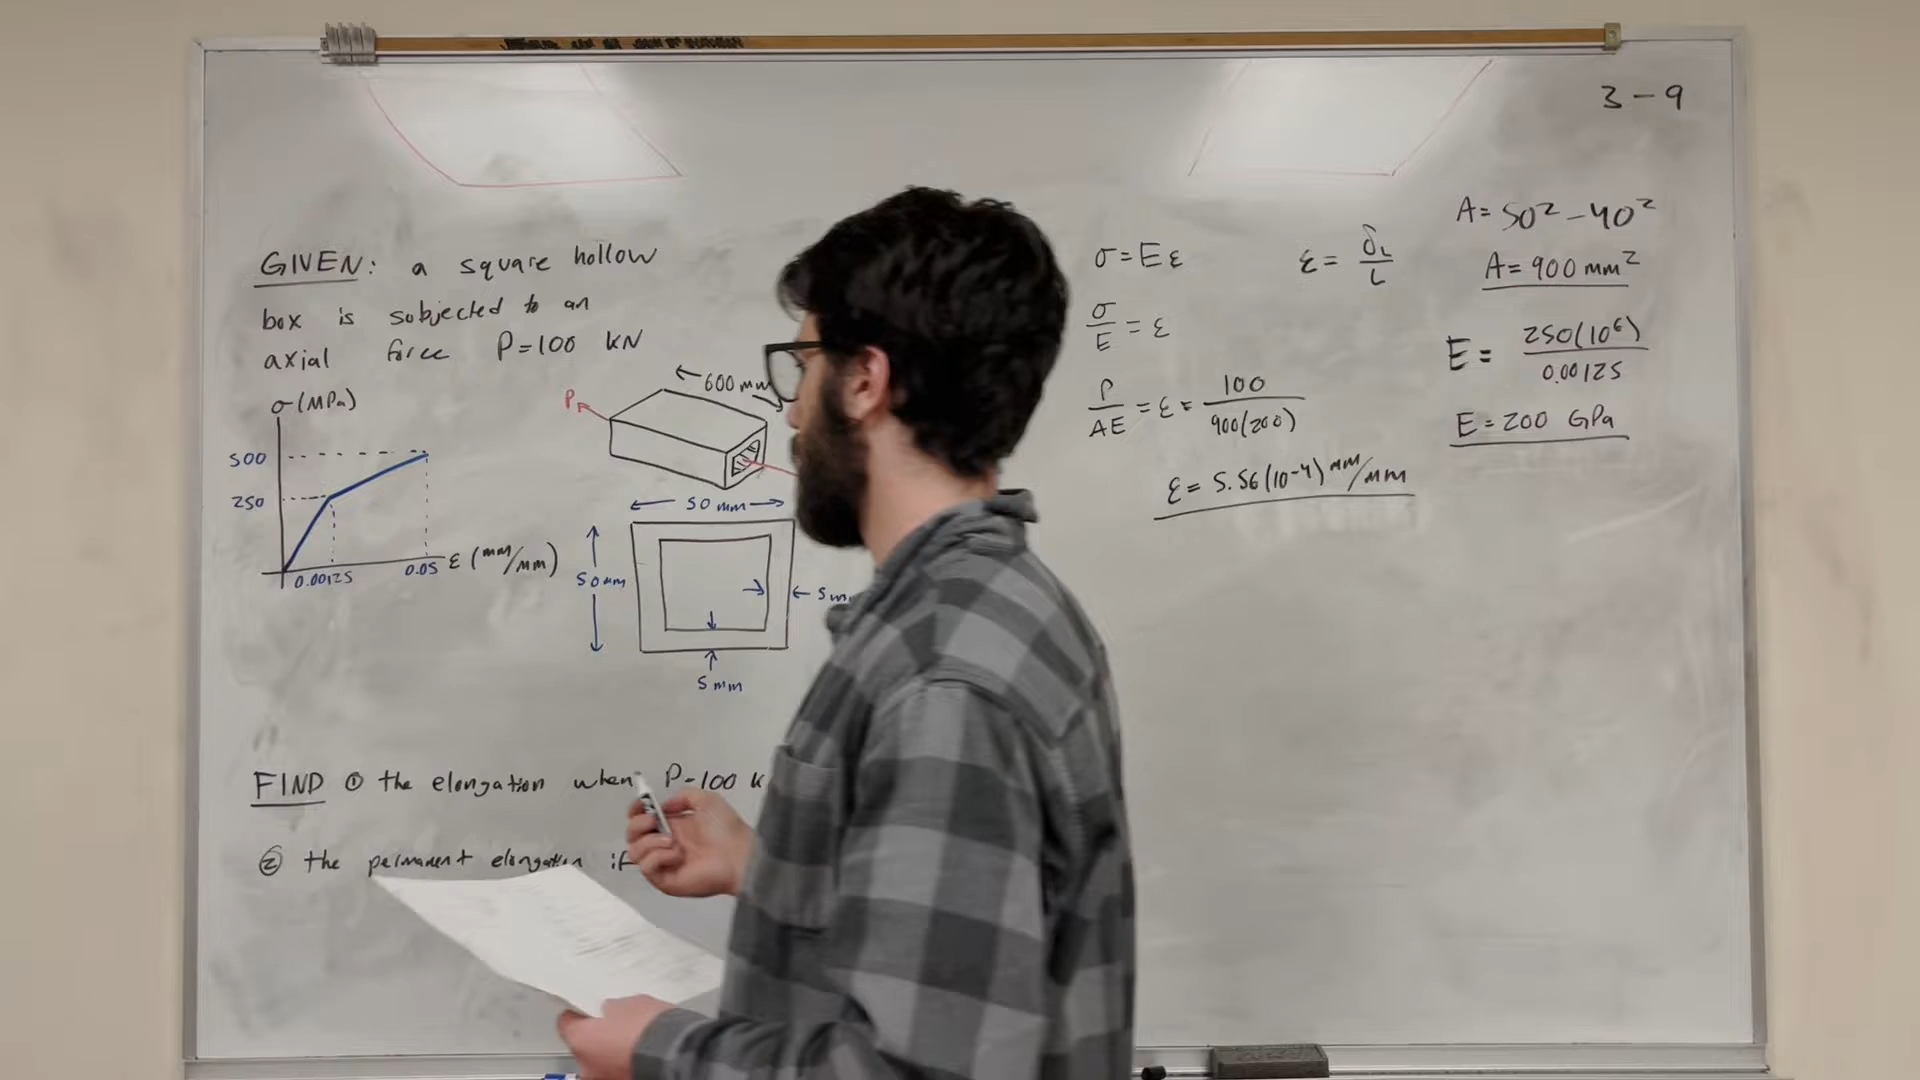 3-9
GIVEN: a square hollow
box is subjected to an
axial force P=100 kN
σ(MPa)
500
250
0.00125
0.05
ε (mm/mm)
P
600 mm
50 mm
50 mm
5 mm
FIND ① the elongation when P-100 k
② the permanent elongation if
σ=Eε
σ/E = ε
P/AE = ε = 100/900(200)
ε = 5.56(10-4) mm/mm
ε = δL/L
A= 50² - 40²
A= 900 mm²
E = 250(10⁶)/0.00125
E = 200 GPa